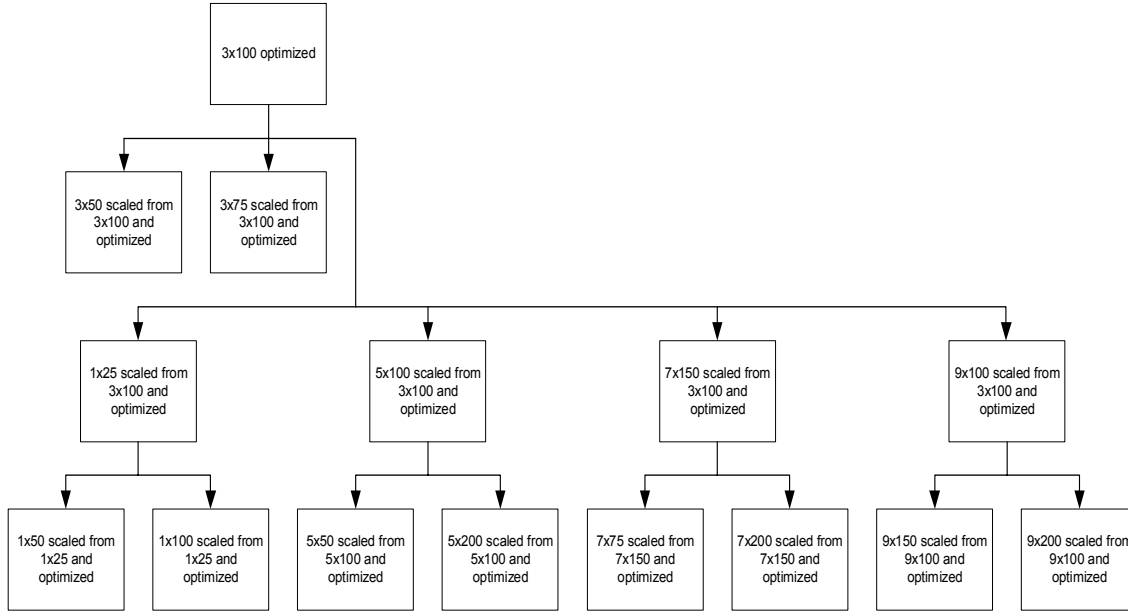 3x100 optimized
3x50 scaled from
3x100 and
optimized
3x75 scaled from
3x100 and
optimized
1x25 scaled from
3x100 and
optimized
5x100 scaled from
3x100 and
optimized
7x150 scaled from
3x100 and
optimized
9x100 scaled from
3x100 and
optimized
1x50 scaled from
1x25 and
optimized
1x100 scaled from
1x25 and
optimized
5x50 scaled from
5x100 and
optimized
5x200 scaled from
5x100 and
optimized
7x75 scaled from
7x150 and
optimized
7x200 scaled from
7x150 and
optimized
9x150 scaled from
9x100 and
optimized
9x200 scaled from
9x100 and
optimized